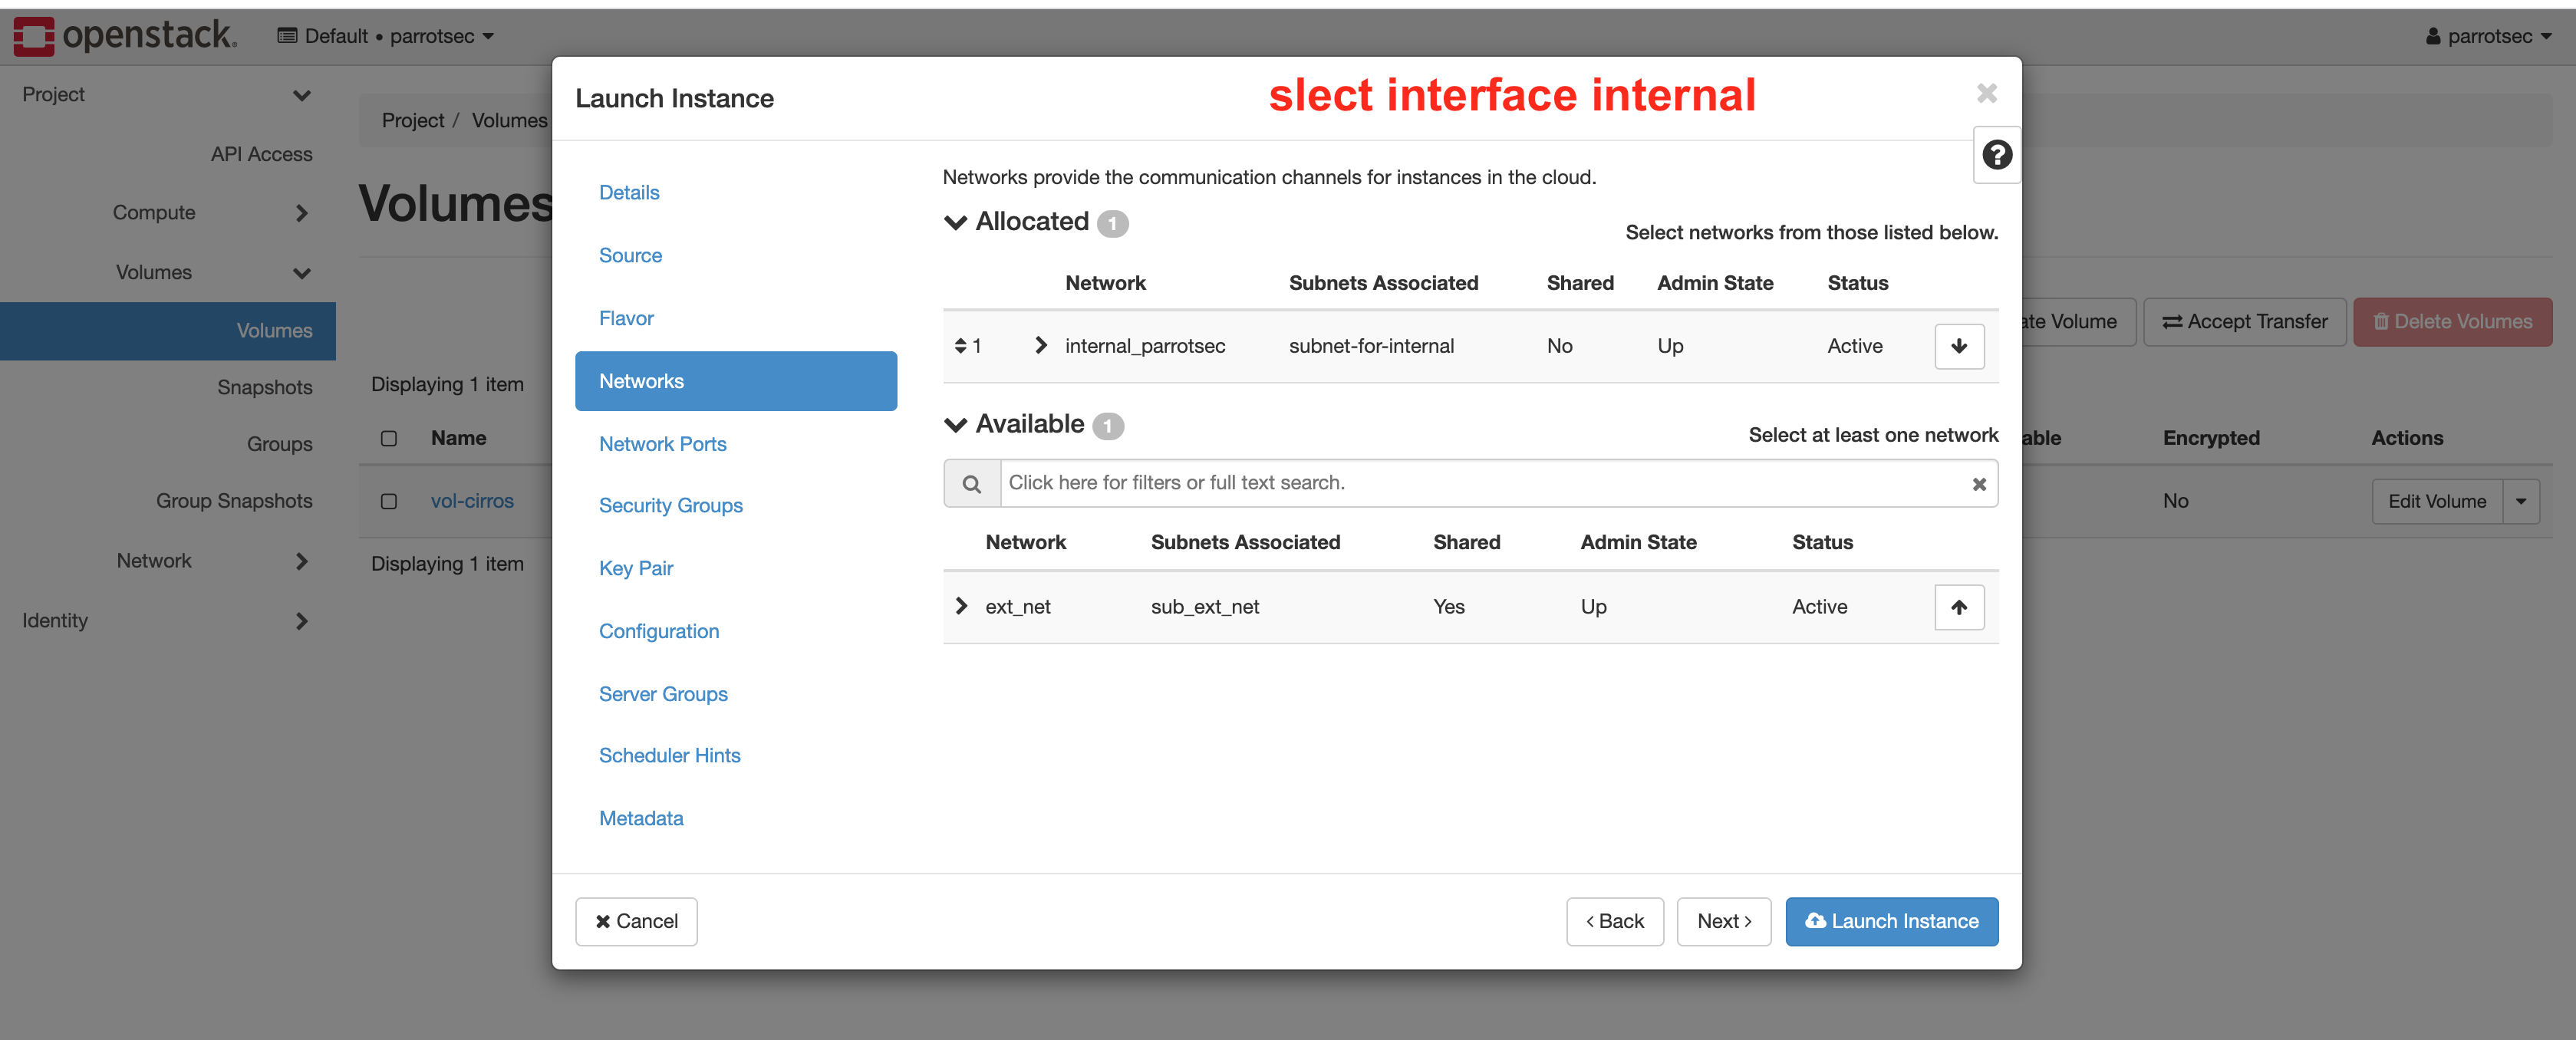 openstack.
Default • parrotsec
parrotsec
Project
API Access
Compute
Volumes
Volumes
Snapshots
Groups
Group Snapshots
Network
Identity
Project / Volumes
Volumes
Displaying 1 item
Name
vol-cirros
Displaying 1 item
ate Volume
Accept Transfer
Delete Volumes
able
Encrypted
Actions
No
Edit Volume
Launch Instance
slect interface internal
Details
Source
Flavor
Networks
Network Ports
Security Groups
Key Pair
Configuration
Server Groups
Scheduler Hints
Metadata
Networks provide the communication channels for instances in the cloud.
Allocated 1
Select networks from those listed below.
Network Subnets Associated Shared Admin State Status
1 internal_parrotsec subnet-for-internal No Up Active
Available 1
Select at least one network
Click here for filters or full text search.
Network Subnets Associated Shared Admin State Status
ext_net sub_ext_net Yes Up Active
Cancel
Back
Next
Launch Instance